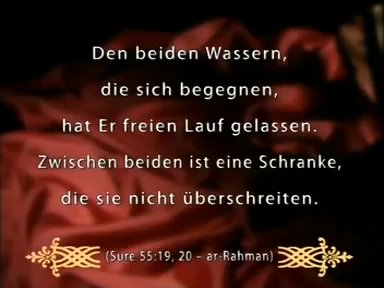 Den beiden Wassern,
die sich begegnen,
hat Er freien Lauf gelassen.
Zwischen beiden ist eine Schranke,
die sie nicht überschreiten.
(Sure 55:19, 20 – ar-Rahman)